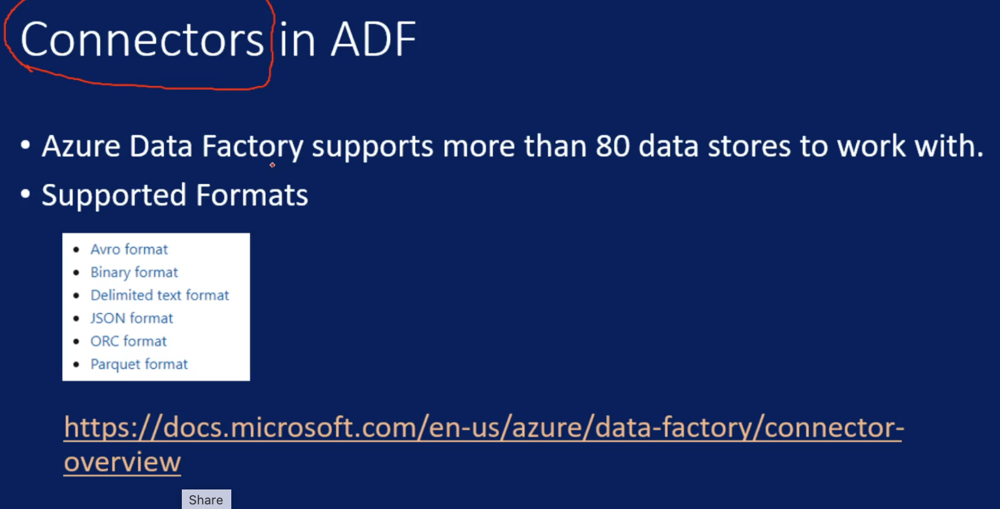 Connectors in ADF
• Azure Data Factory supports more than 80 data stores to work with.
• Supported Formats
• Avro format
• Binary format
• Delimited text format
• JSON format
• ORC format
• Parquet format
https://docs.microsoft.com/en-us/azure/data-factory/connector-
overview
Share